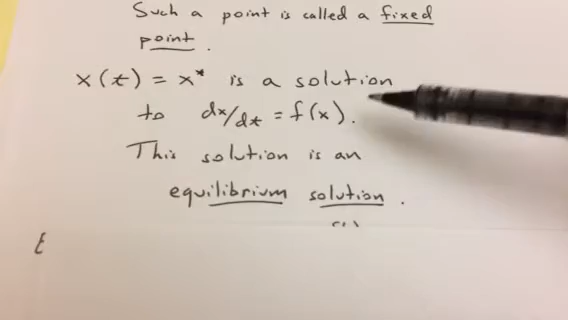 Such a point is called a fixed
point.
x(t) = x* is a solution
to dx/dt = f(x).
This solution is an
equilibrium solution.